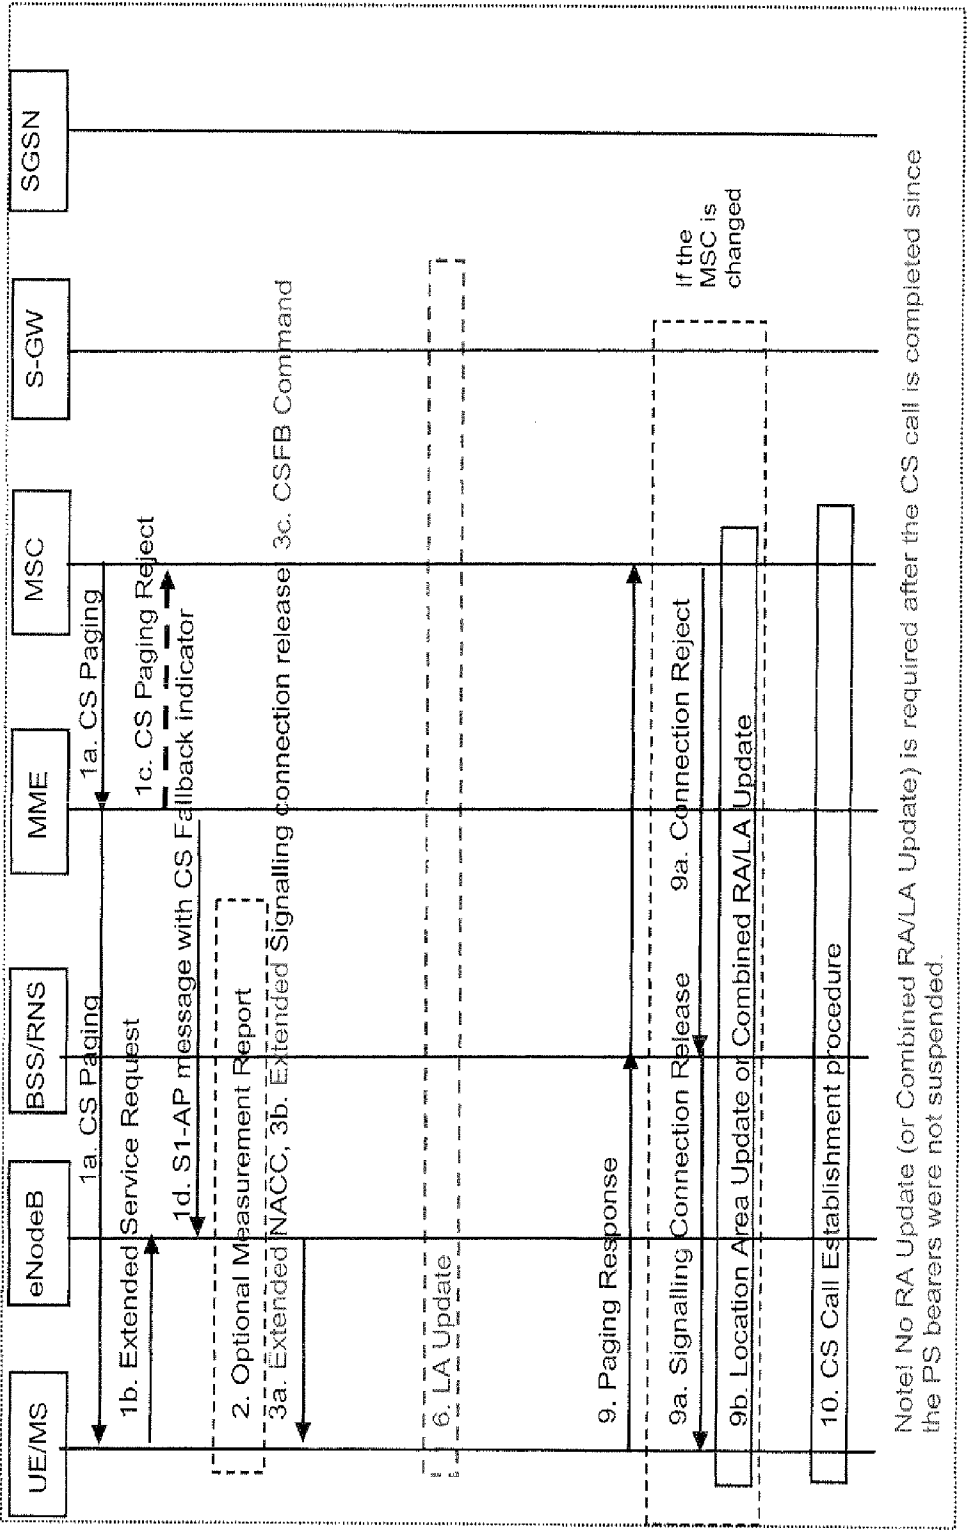 UE/MS
eNodeB
BSS/RNS
MME
MSC
S-GW
SGSN
1a. CS Paging
1a. CS Paging
1b. Extended Service Request
1c. CS Paging Reject
1d. S1-AP message with CS Fallback indicator
2. Optional Measurement Report
3a. Extended NACC, 3b. Extended Signalling connection release, 3c. CSFB Command
6. LA Update
9. Paging Response
If the
MSC is
changed
9a. Signalling Connection Release
9a. Connection Reject
9b. Location Area Update or Combined RA/LA Update
10. CS Call Establishment procedure
Note! No RA Update (or Combined RA/LA Update) is required after the CS call is completed since
the PS bearers were not suspended.